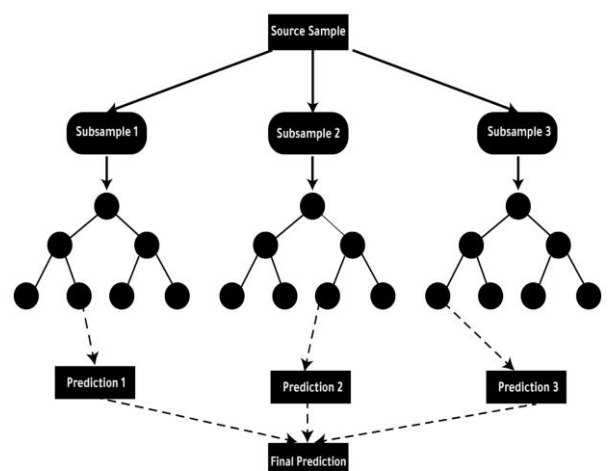 Source Sample
Subsample 1
Subsample 2
Subsample 3
Prediction 1
Prediction 2
Prediction 3
Final Prediction